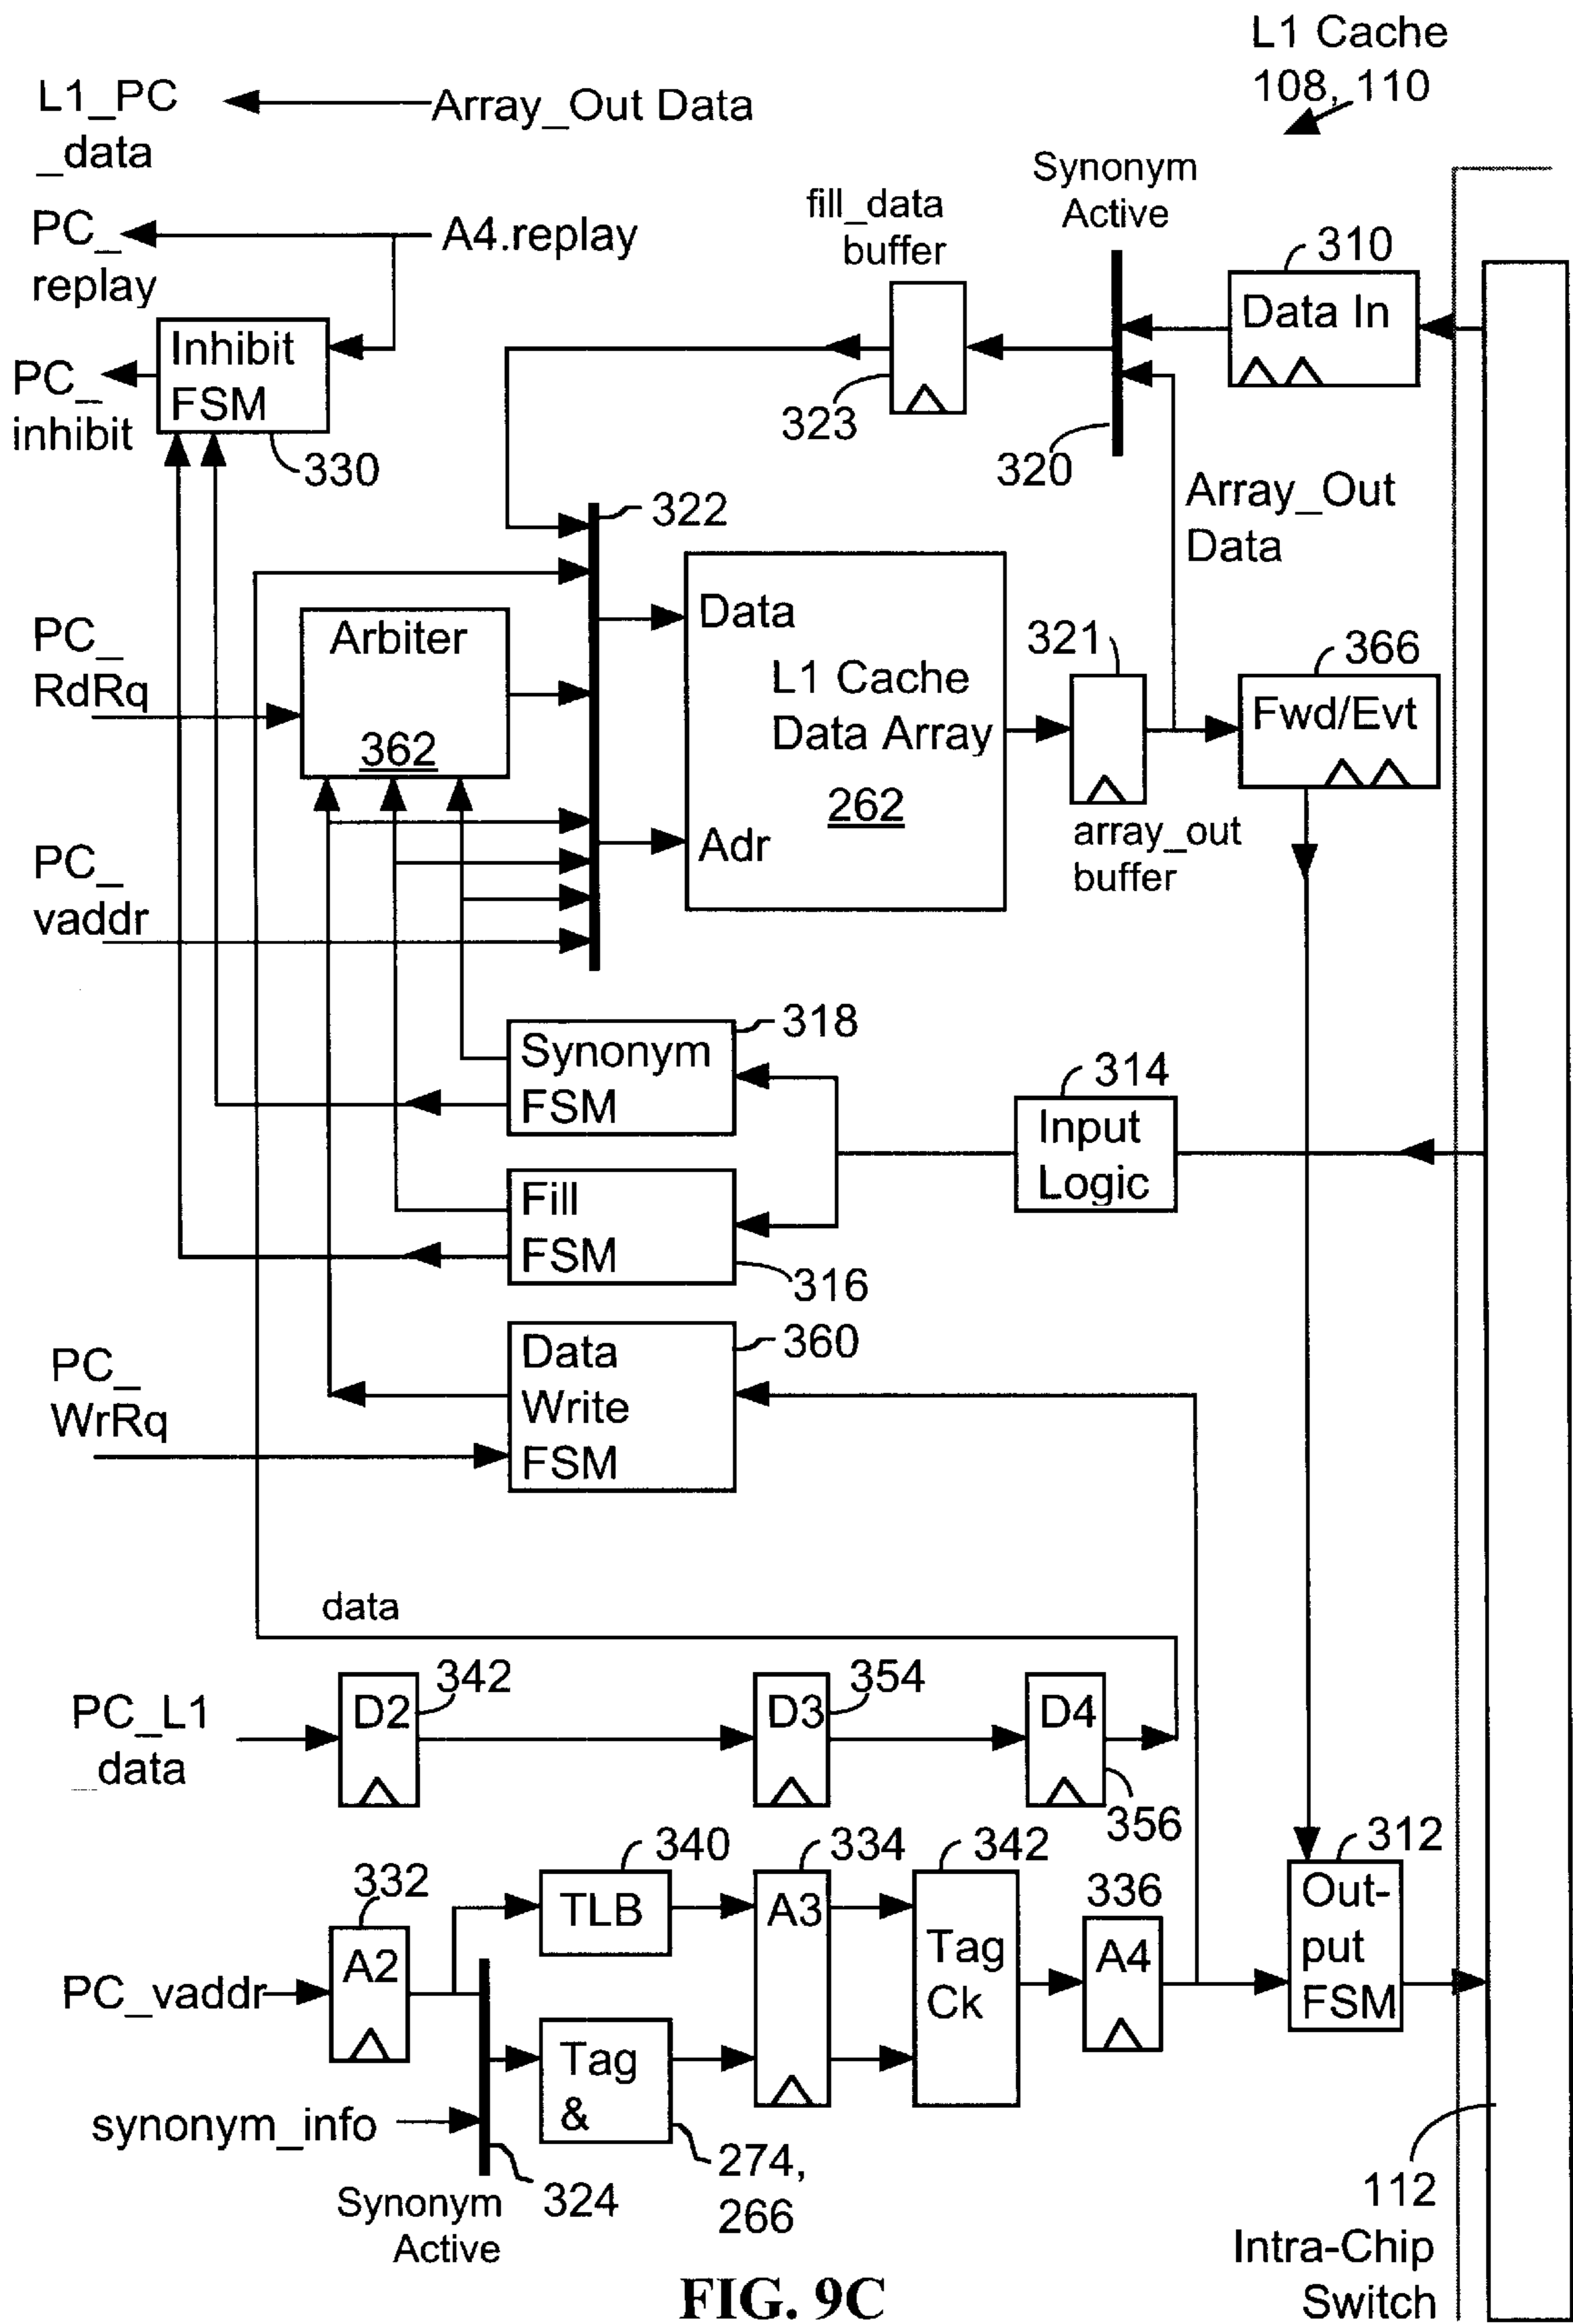 L1 Cache
108, 110
L1_PC
_data
Array_Out Data
PC_
replay
A4.replay
Synonym
Active
fill_data
buffer
310
Data In
Inhibit
FSM
PC_
inhibit
330
323
320
Array_Out
Data
322
PC_
RdRq
Arbiter
362
Data
L1 Cache
Data Array
262
Adr
321
366
Fwd/Evt
array_out
buffer
PC_
vaddr
318
Synonym
FSM
314
Input
Logic
Fill
FSM
316
360
Data
Write
FSM
PC_
WrRq
data
PC_L1
_data
D2
342
D3
354
D4
356
332
340
334
342
336
312
A2
TLB
A3
Tag
Ck
A4
Out-
put
FSM
PC_vaddr
Tag
&
synonym_info
274,
266
324
Synonym
Active
112
Intra-Chip
Switch
FIG. 9C